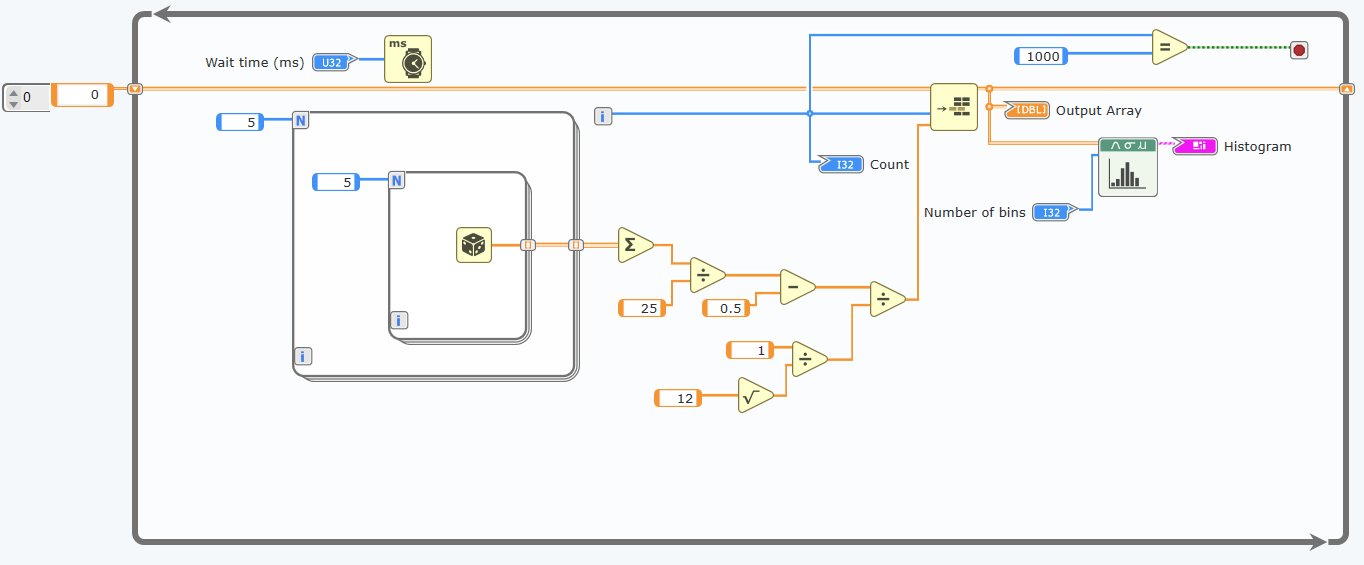 ms
Wait time (ms)
U32
1000
=
0
0
[DBL]
Output Array
5
N
i
I32
Count
Histogram
5
N
Number of bins
I32
Σ
÷
25
0.5
−
÷
i
1
÷
i
12
√